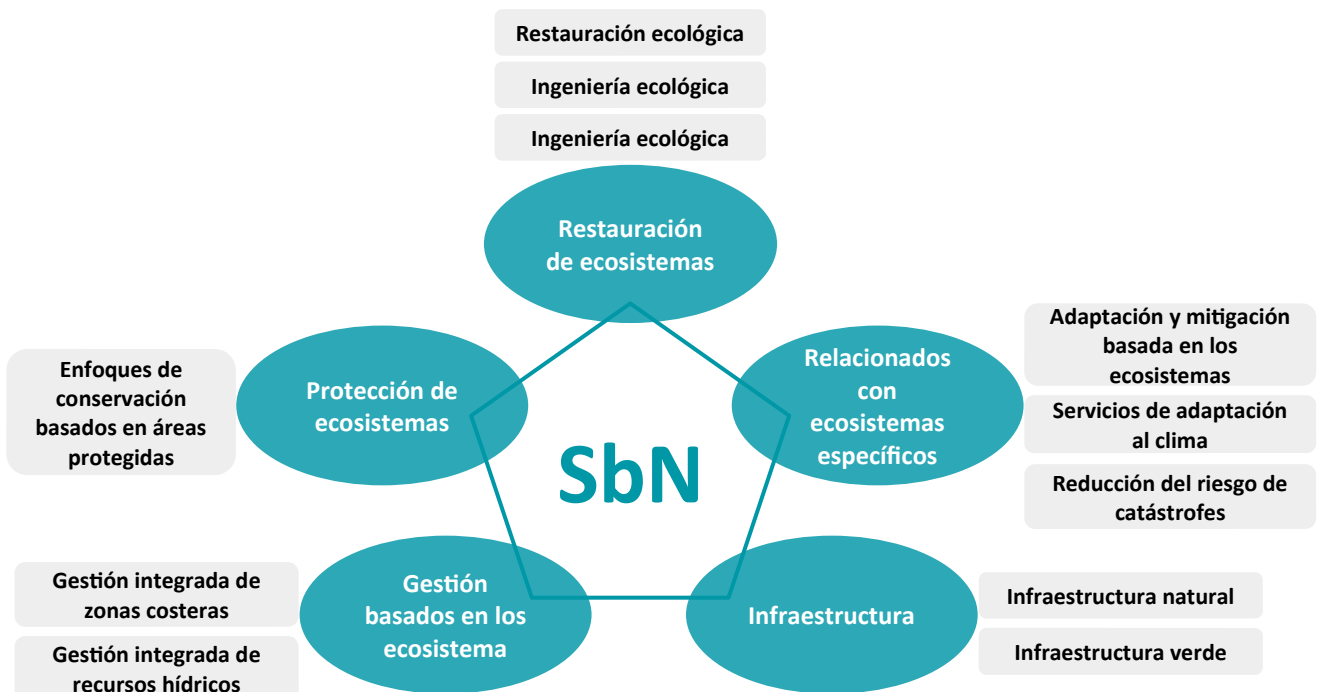 Restauración ecológica
Ingeniería ecológica
Ingeniería ecológica
Restauración
de ecosistemas
Enfoques de
conservación
basados en áreas
protegidas
Protección de
ecosistemas
Relacionados
con
ecosistemas
específicos
Adaptación y mitigación
basada en los
ecosistemas
Servicios de adaptación
al clima
Reducción del riesgo de
catástrofes
SbN
Gestión integrada de
zonas costeras
Gestión integrada de
recursos hídricos
Gestión
basados en los
ecosistema
Infraestructura
Infraestructura natural
Infraestructura verde